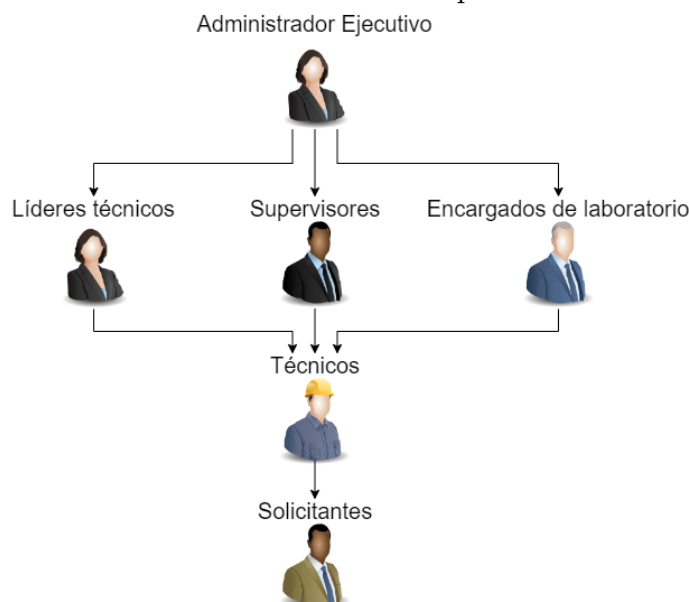 Administrador Ejecutivo
Líderes técnicos
Supervisores
Encargados de laboratorio
Técnicos
Solicitantes